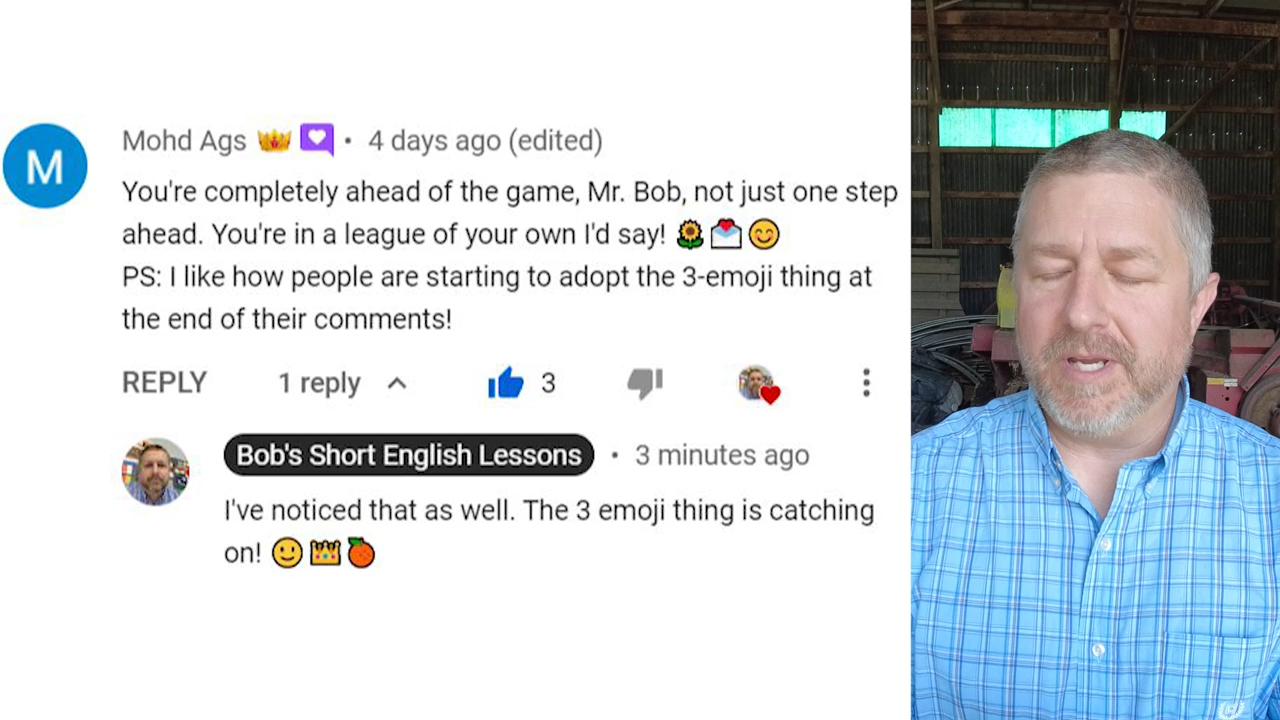 M
Mohd Ags 👑 💜 • 4 days ago (edited)
You're completely ahead of the game, Mr. Bob, not just one step
ahead. You're in a league of your own I'd say! 🌻 💌 😊
PS: I like how people are starting to adopt the 3-emoji thing at
the end of their comments!
REPLY 1 reply 3
Bob's Short English Lessons • 3 minutes ago
I've noticed that as well. The 3 emoji thing is catching
on! 🙂 👑 🍊